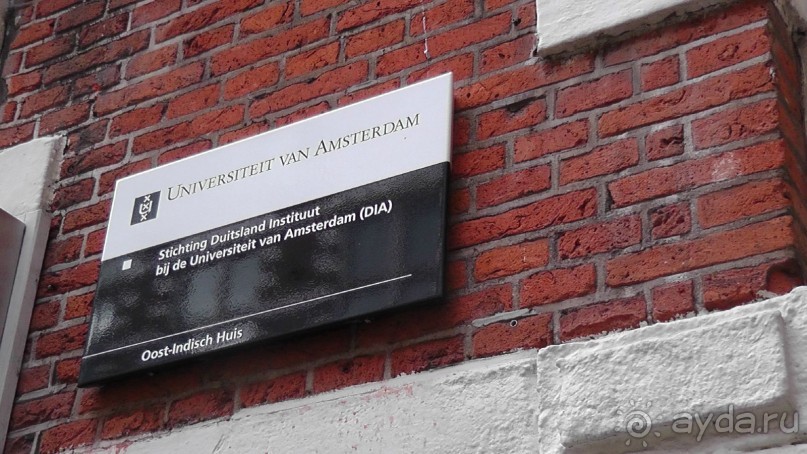 UNIVERSITEIT VAN AMSTERDAM
Stichting Duitsland Instituut
bij de Universiteit van Amsterdam (DIA)
Oost-Indisch Huis
ayda.ru